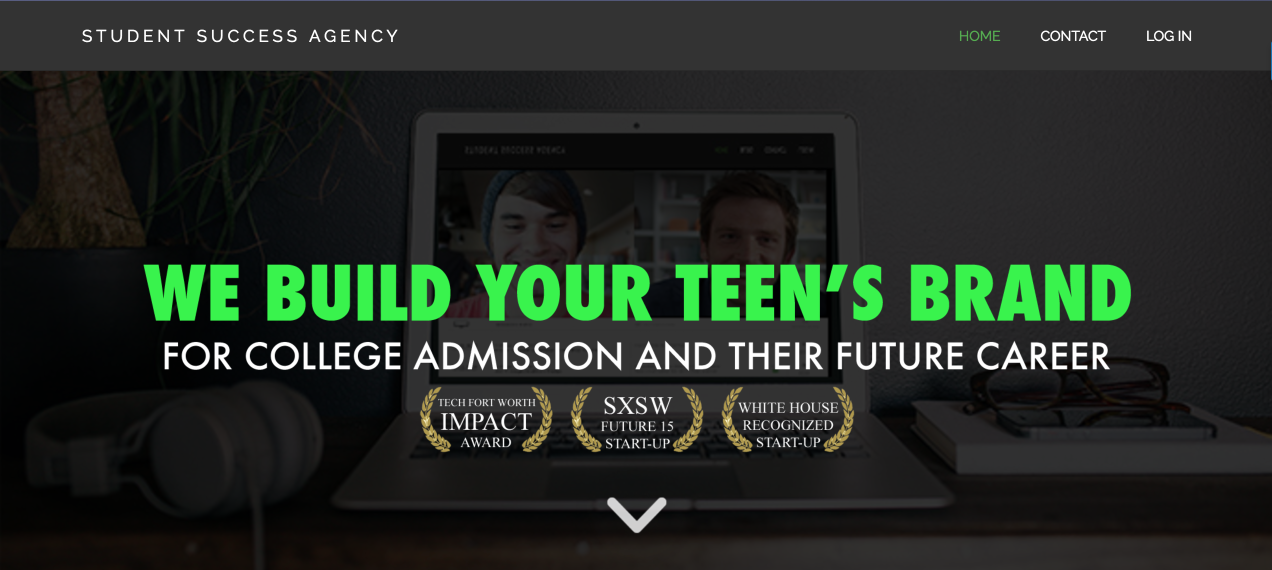 STUDENT SUCCESS AGENCY
HOME CONTACT LOG IN
WE BUILD YOUR TEEN'S BRAND
FOR COLLEGE ADMISSION AND THEIR FUTURE CAREER
TECH FORT WORTH
IMPACT
AWARD
SXSW
FUTURE 15
START-UP
WHITE HOUSE
RECOGNIZED
START-UP